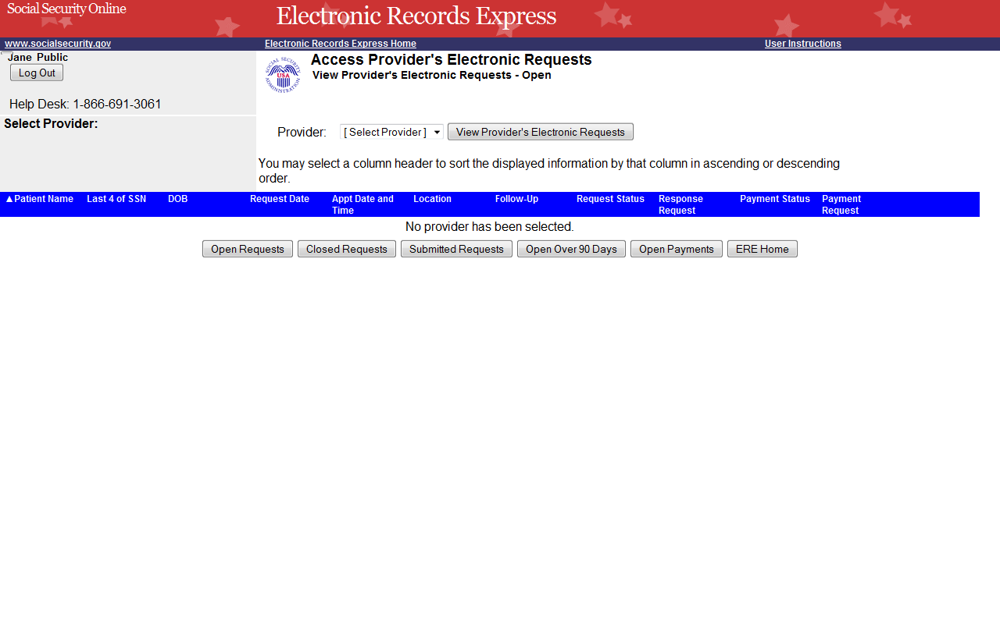 Social Security Online
Electronic Records Express
www.socialsecurity.gov
Electronic Records Express Home
User Instructions
Jane Public
Log Out
Help Desk: 1-866-691-3061
Select Provider:
SOCIAL SECURITY ADMINISTRATION
USA
Access Provider's Electronic Requests
View Provider's Electronic Requests - Open
Provider: [ Select Provider ] View Provider's Electronic Requests
You may select a column header to sort the displayed information by that column in ascending or descending
order.
▲Patient Name Last 4 of SSN DOB Request Date Appt Date and Location Follow-Up Request Status Response Payment Status Payment
Time Request Request
No provider has been selected.
Open Requests Closed Requests Submitted Requests Open Over 90 Days Open Payments ERE Home